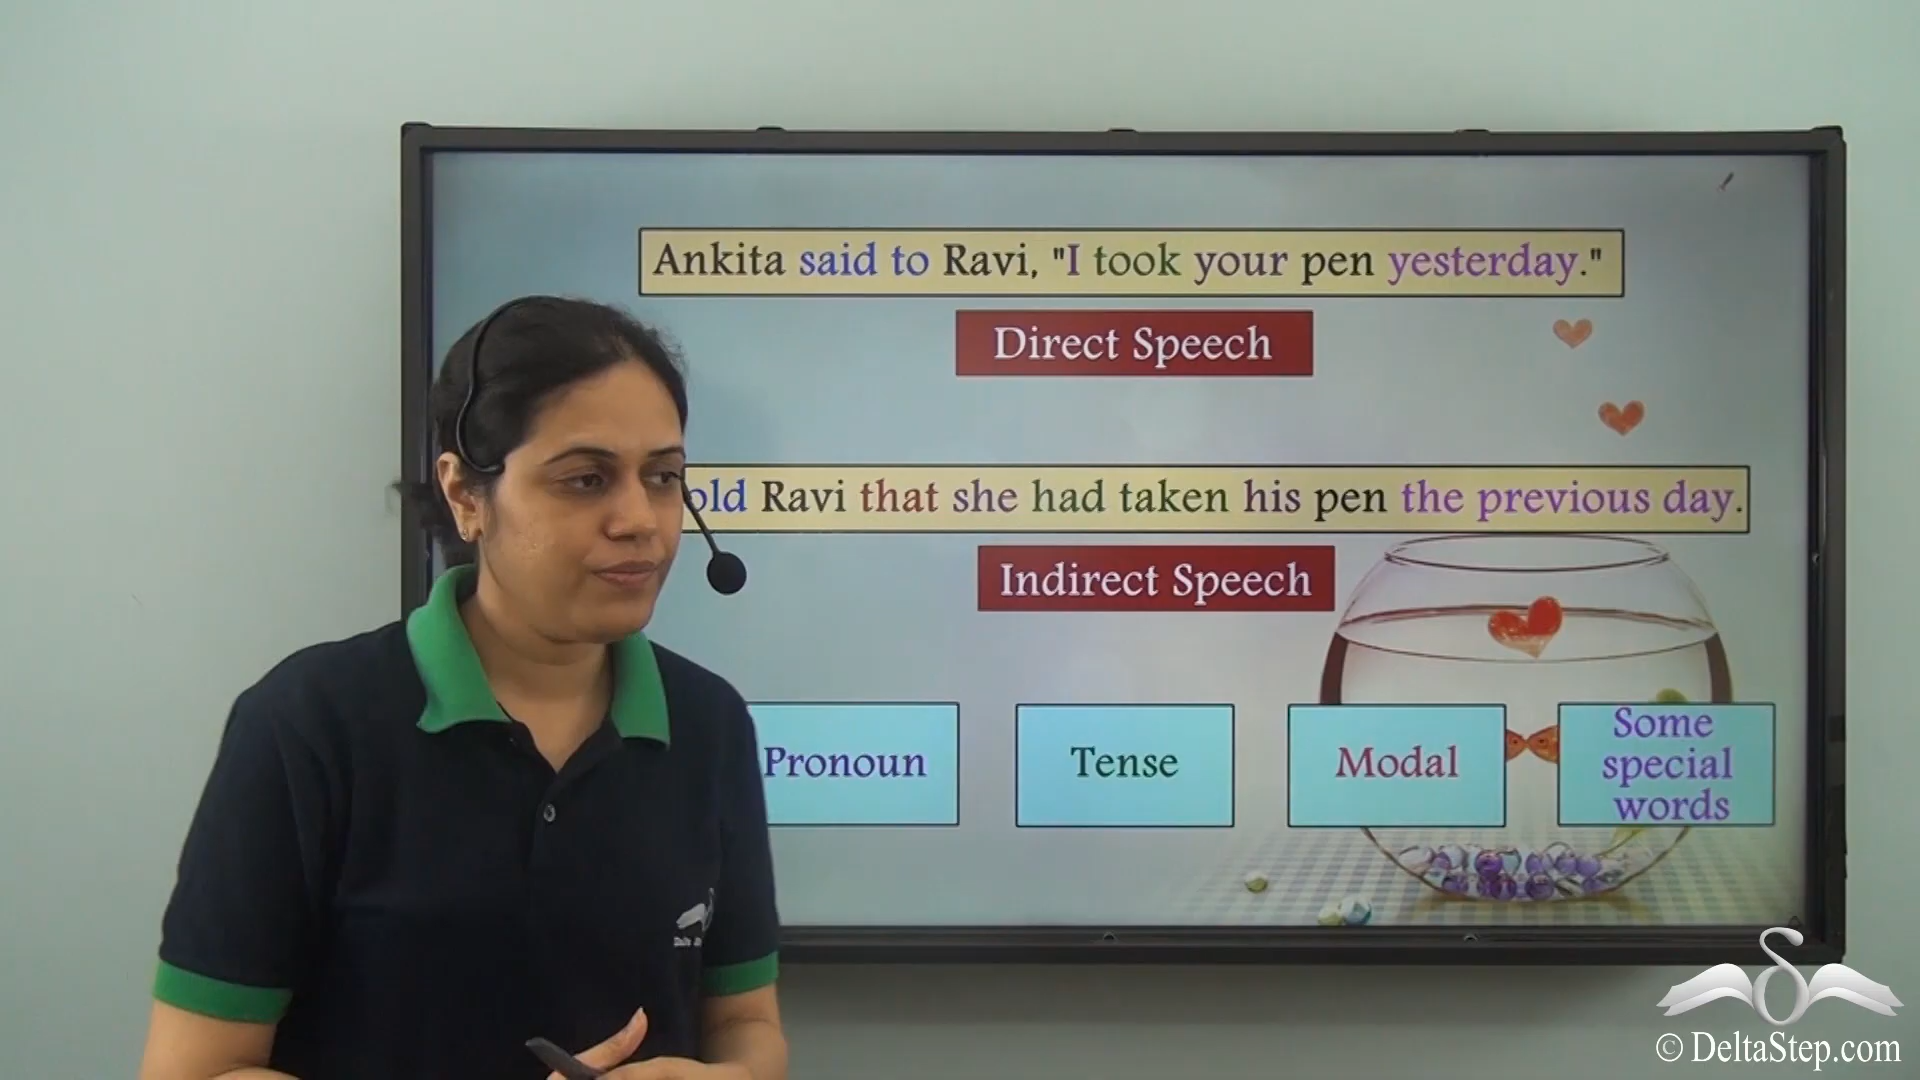 Ankita said to Ravi, "I took your pen yesterday."
Direct Speech
old Ravi that she had taken his pen the previous day.
Indirect Speech
Pronoun
Tense
Modal
Some
special
words
© DeltaStep.com